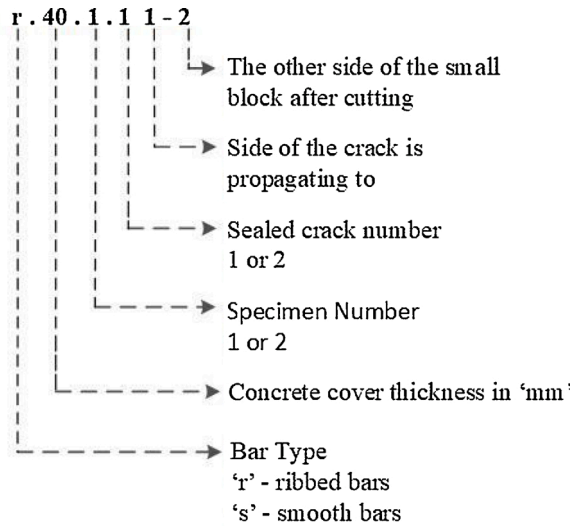 r . 40 . 1 . 1 1 - 2
The other side of the small
block after cutting
Side of the crack is
propagating to
Sealed crack number
1 or 2
Specimen Number
1 or 2
Concrete cover thickness in ‘mm’
Bar Type
‘r’ - ribbed bars
‘s’ - smooth bars